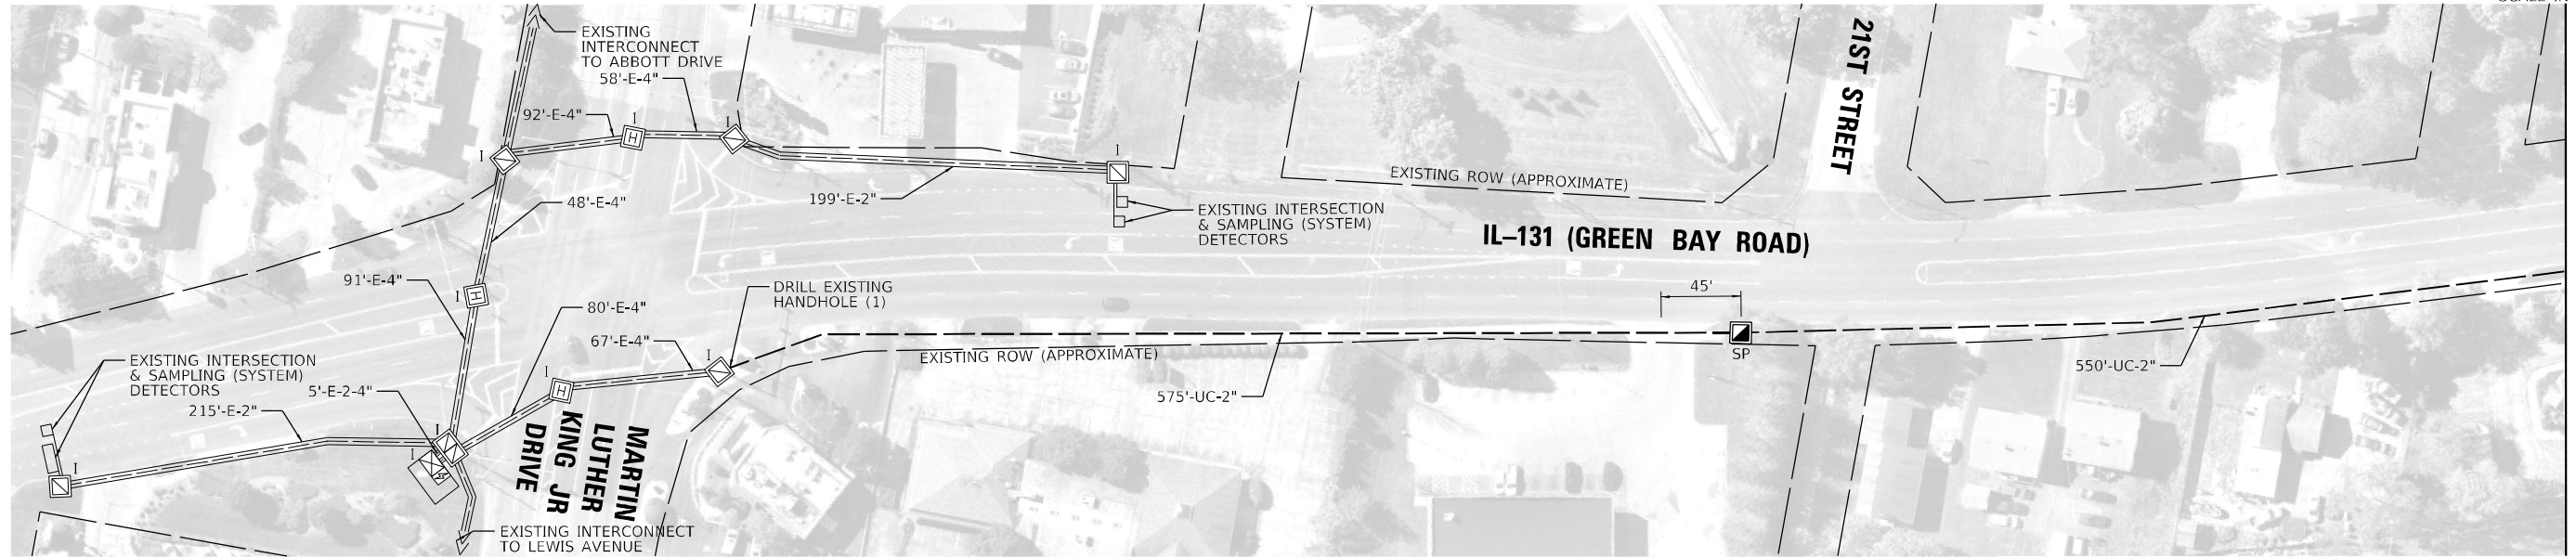 EXISTING
INTERCONNECT
TO ABBOTT DRIVE
58'-E-4"
92'-E-4"
I
I
I
I
48'-E-4"
199'-E-2"
EXISTING INTERSECTION
& SAMPLING (SYSTEM)
DETECTORS
EXISTING ROW (APPROXIMATE)
21ST STREET
IL-131 (GREEN BAY ROAD)
91'-E-4"
I
80'-E-4"
DRILL EXISTING
HANDHOLE (1)
67'-E-4"
I
I
45'
SP
EXISTING ROW (APPROXIMATE)
575'-UC-2"
550'-UC-2"
EXISTING INTERSECTION
& SAMPLING (SYSTEM)
DETECTORS
5'-E-2-4"
215'-E-2"
I
I
I
H
H
H
MARTIN
LUTHER
KING JR
DRIVE
EXISTING INTERCONNECT
TO LEWIS AVENUE